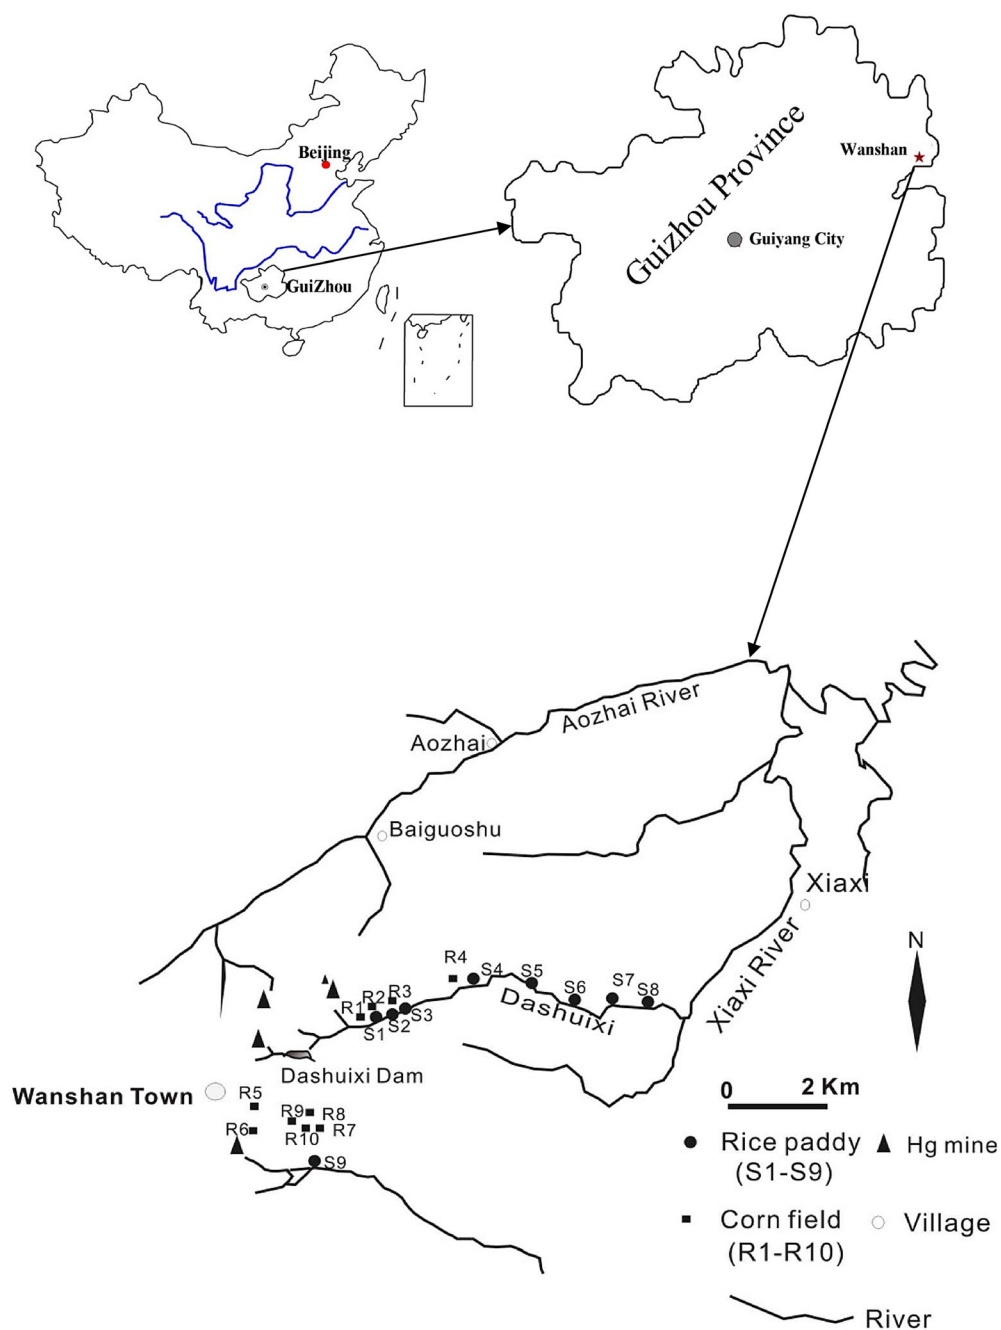 Beijing
GuiZhou
Guizhou Province
Wanshan
Guiyang City
Aozhai River
Aozhai
Baiguoshu
Xiaxi
Xiaxi River
N
R4
S4
S5
S6
S7
S8
Dashuixi
R1
R2
R3
S1
S2
S3
Dashuixi Dam
Wanshan Town
R5
R6
R9
R8
R10
R7
S9
0 2 Km
Rice paddy
(S1-S9)
Hg mine
Corn field
(R1-R10)
Village
River